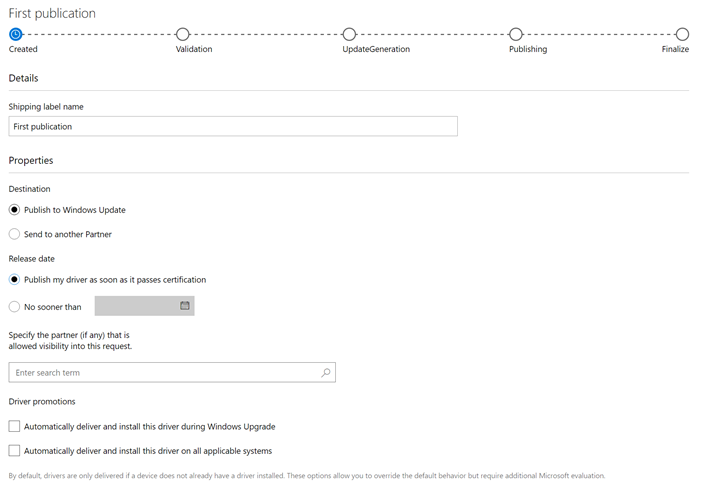 First publication
Created Validation UpdateGeneration Publishing Finalize
Details
Shipping label name
First publication
Properties
Destination
Publish to Windows Update
Send to another Partner
Release date
Publish my driver as soon as it passes certification
No sooner than
Specify the partner (if any) that is
allowed visibility into this request.
Enter search term
Driver promotions
Automatically deliver and install this driver during Windows Upgrade
Automatically deliver and install this driver on all applicable systems
By default, drivers are only delivered if a device does not already have a driver installed. These options allow you to override the default behavior but require additional Microsoft evaluation.